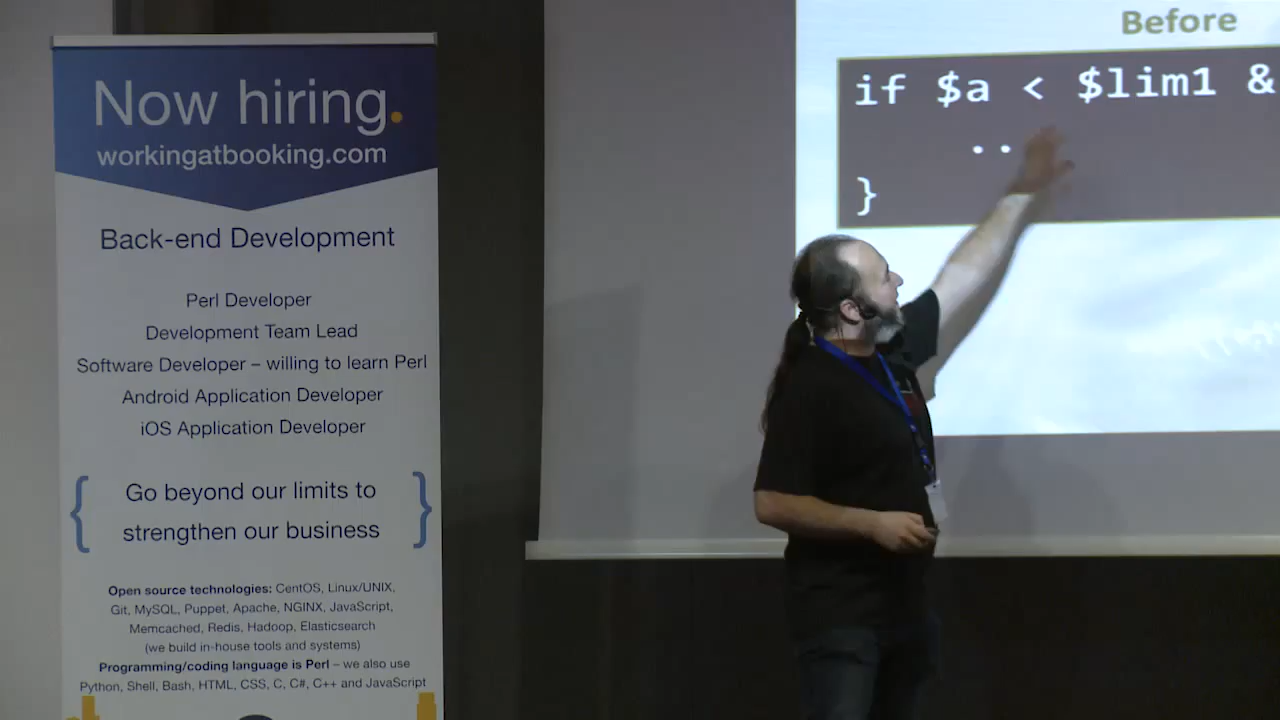 Now hiring.
workingatbooking.com
Back-end Development
Perl Developer
Development Team Lead
Software Developer – willing to learn Perl
Android Application Developer
iOS Application Developer
{ Go beyond our limits to
strengthen our business }
Open source technologies: CentOS, Linux/UNIX,
Git, MySQL, Puppet, Apache, NGINX, JavaScript,
Memcached, Redis, Hadoop, Elasticsearch
(we build in-house tools and systems)
Programming/coding language is Perl – we also use
Python, Shell, Bash, HTML, CSS, C, C#, C++ and JavaScript
Before
if $a < $lim1 &
..
}